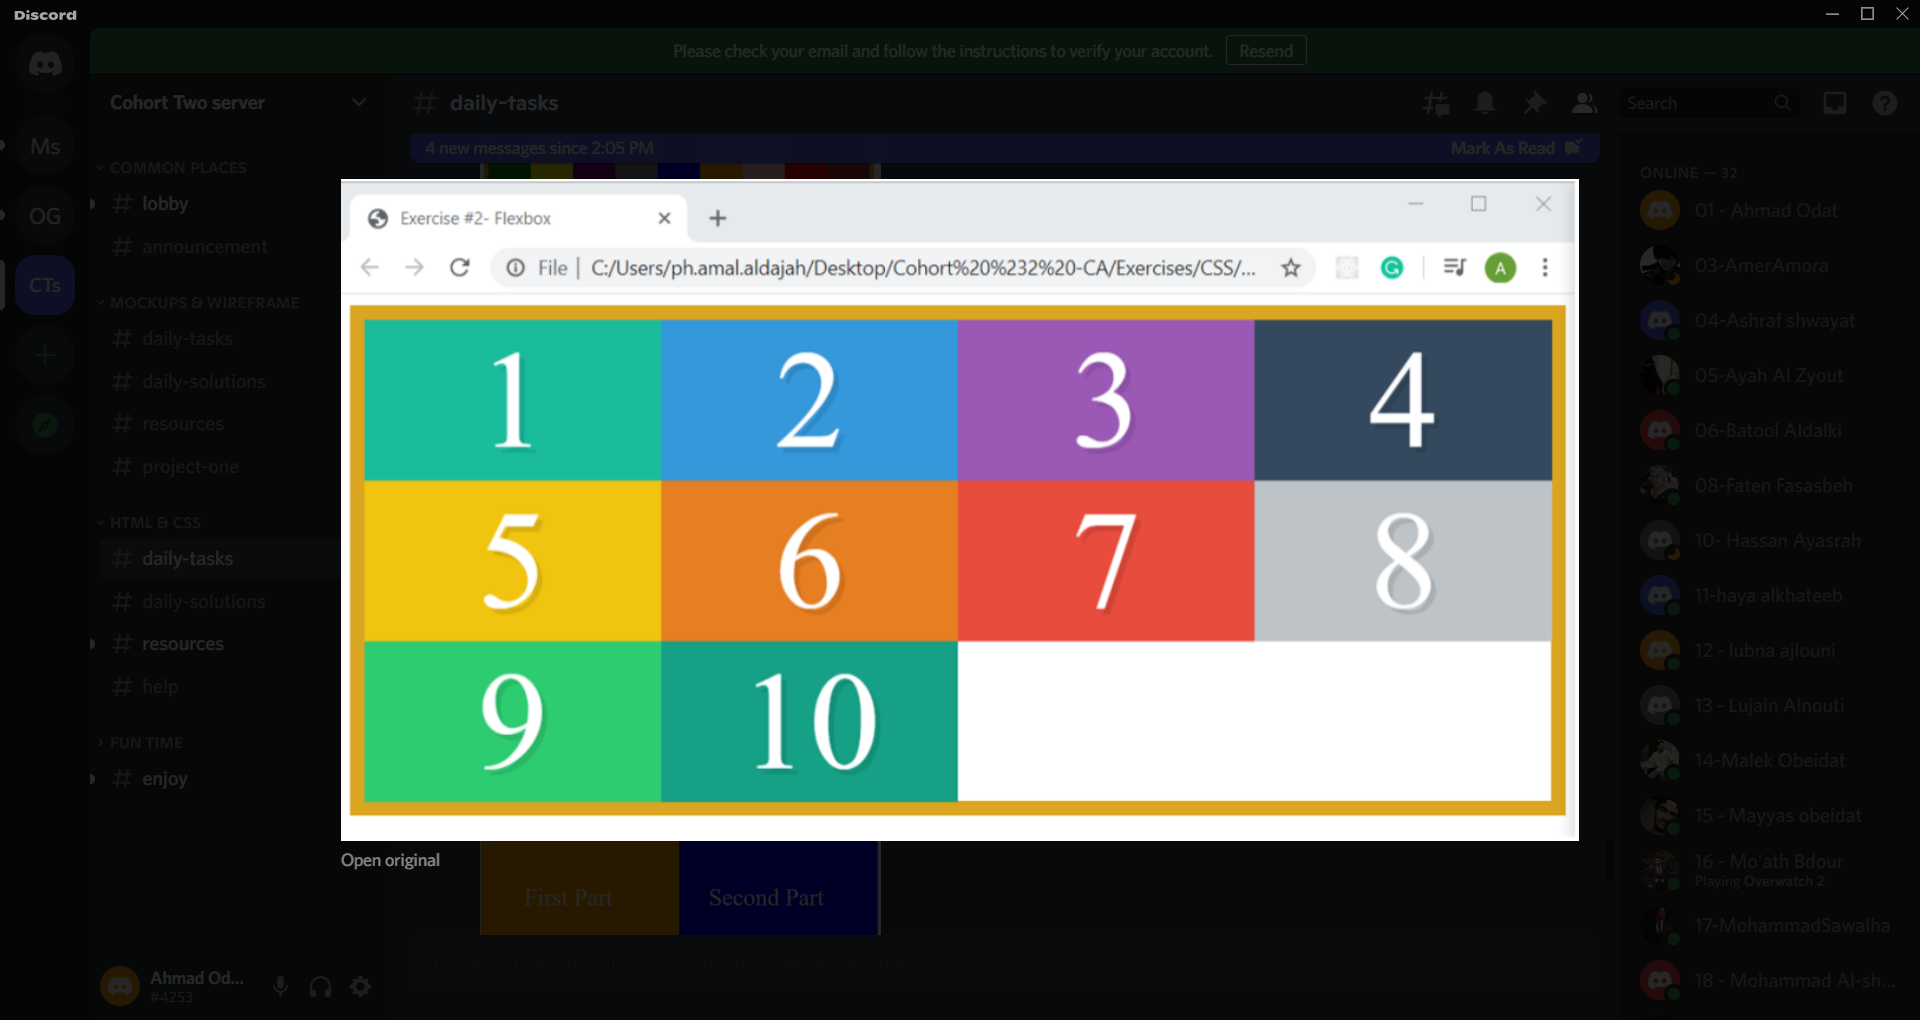 Discord
Please check your email and follow the instructions to verify your account.
Resend
Cohort Two server
daily-tasks
Search
4 new messages since 2:05 PM
Mark As Read
Ms
OG
CTs
COMMON PLACES
lobby
announcement
MOCKUPS & WIREFRAME
daily-tasks
daily-solutions
resources
project-one
HTML & CSS
daily-tasks
daily-solutions
resources
help
FUN TIME
enjoy
Ahmad Od...
#4253
Exercise #2- Flexbox
File | C:/Users/ph.amal.aldajah/Desktop/Cohort%20%232%20-CA/Exercises/CSS/...
A
1 2 3 4
5 6 7 8
9 10
Open original
First Part
Second Part
ONLINE — 32
01 - Ahmad Odat
03-AmerAmora
04-Ashraf shwayat
05-Ayah Al Zyout
06-Batool Aldalki
08-Faten Fasasbeh
10- Hassan Ayasrah
11-haya alkhateeb
12 - lubna ajlouni
13 - Lujain Alnouti
14-Malek Obeidat
15 - Mayyas obeidat
16 - Mo'ath Bdour
Playing Overwatch 2
17-MohammadSawalha
18 - Mohammad Al-sh...